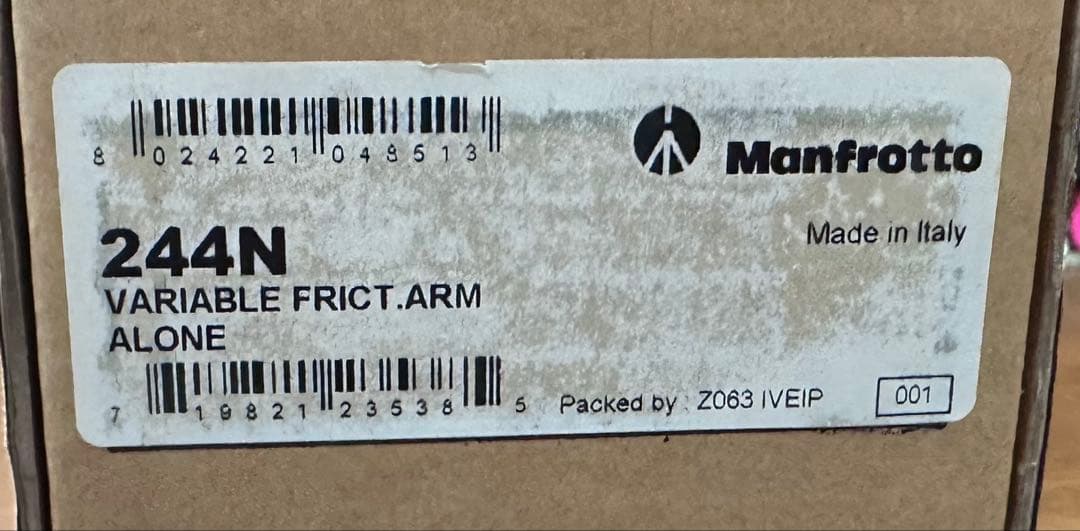 8 024221 048513
Manfrotto
Made in Italy
244N
VARIABLE FRICT.ARM
ALONE
7 19821 23538 5
Packed by : Z063 IVEIP
001